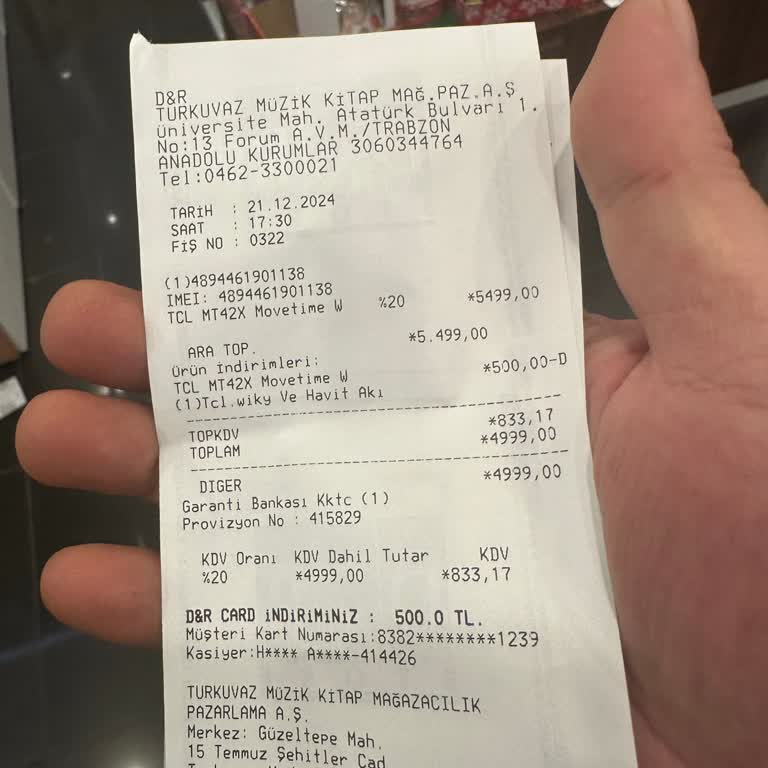 D&R
TURKUVAZ MÜZİK KİTAP MAĞ.PAZ.A.Ş
üniversite Mah. Atatürk Bulvarı 1.
No:13 Forum A.V.M./TRABZON
ANADOLU KURUMLAR 3060344764
Tel:0462-3300021
TARİH : 21.12.2024
SAAT : 17:30
FİŞ NO : 0322
(1)4894461901138
IMEI: 4894461901138
TCL MT42X Movetime W %20 *5499,00
ARA TOP. *5.499,00
ürün İndirimleri:
TCL MT42X Movetime W *500,00-D
(1)Tcl.wiky Ve Havit Akı
TOPKDV *833,17
TOPLAM *4999,00
DIGER *4999,00
Garanti Bankası Kktc (1)
Provizyon No : 415829
KDV Oranı KDV Dahil Tutar KDV
%20 *4999,00 *833,17
D&R CARD iNDiRiMiNiZ : 500.0 TL.
Müşteri Kart Numarası:8382********1239
Kasiyer:H**** A****-414426
TURKUVAZ MÜZİK KİTAP MAĞAZACILIK
PAZARLAMA A.Ş.
Merkez: Güzeltepe Mah.
15 Temmuz Şehitler Cad